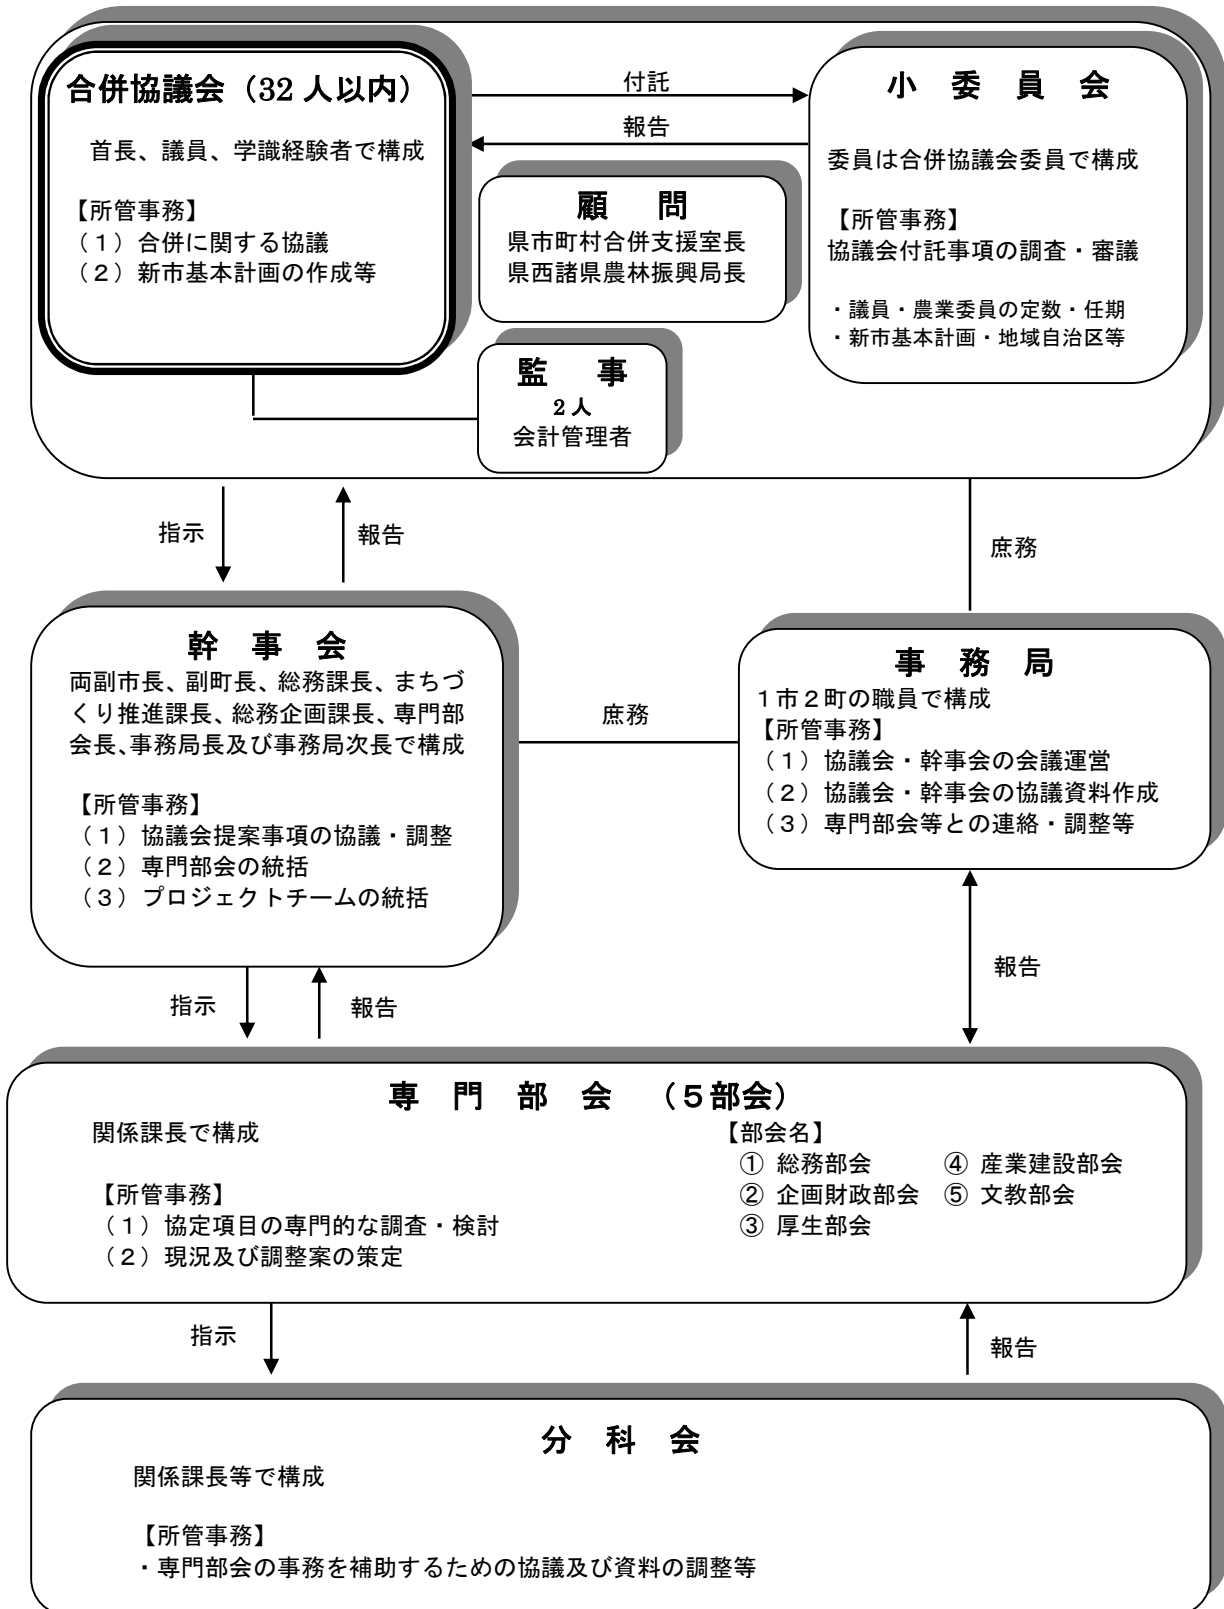 合併協議会（32 人以内）
首長、議員、学識経験者で構成
【所管事務】
（１）合併に関する協議
（２）新市基本計画の作成等
付託
報告
小　委　員　会
委員は合併協議会委員で構成
【所管事務】
協議会付託事項の調査・審議
・議員・農業委員の定数・任期
・新市基本計画・地域自治区等
顧　問
県市町村合併支援室長
県西諸県農林振興局長
監　事
2 人
会計管理者
指示
報告
庶務
幹　事　会
両副市長、副町長、総務課長、まちづ
くり推進課長、総務企画課長、専門部
会長、事務局長及び事務局次長で構成
【所管事務】
（１）協議会提案事項の協議・調整
（２）専門部会の統括
（３）プロジェクトチームの統括
庶務
事　務　局
１市２町の職員で構成
【所管事務】
（１）協議会・幹事会の会議運営
（２）協議会・幹事会の協議資料作成
（３）専門部会等との連絡・調整等
指示
報告
報告
専　門　部　会　（５部会）
関係課長で構成
【所管事務】
（１）協定項目の専門的な調査・検討
（２）現況及び調整案の策定
【部会名】
① 総務部会　④ 産業建設部会
② 企画財政部会　⑤ 文教部会
③ 厚生部会
指示
報告
分　科　会
関係課長等で構成
【所管事務】
・専門部会の事務を補助するための協議及び資料の調整等